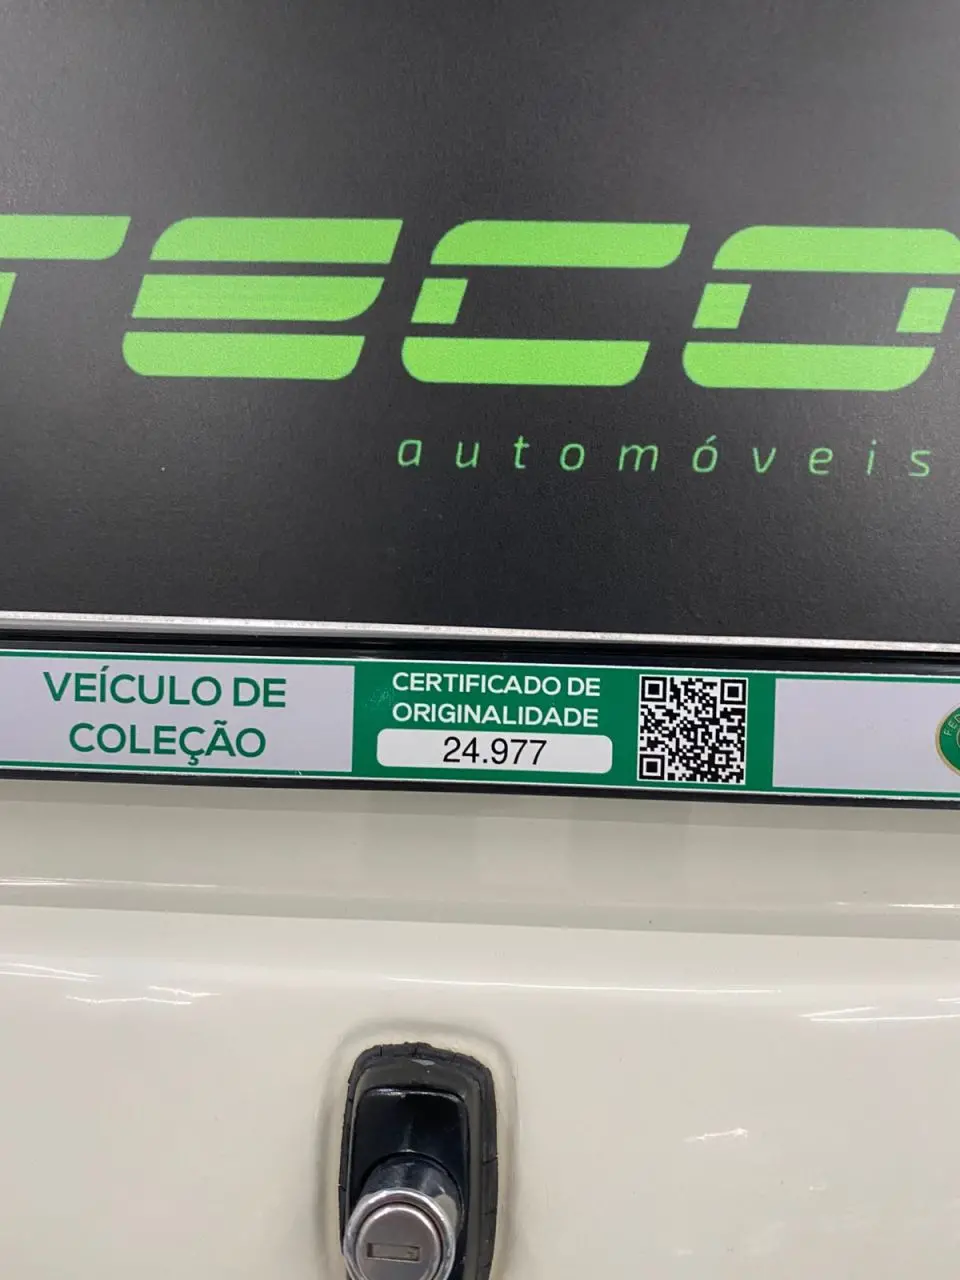 TECO
automóveis
VEÍCULO DE
COLEÇÃO
CERTIFICADO DE
ORIGINALIDADE
24.977